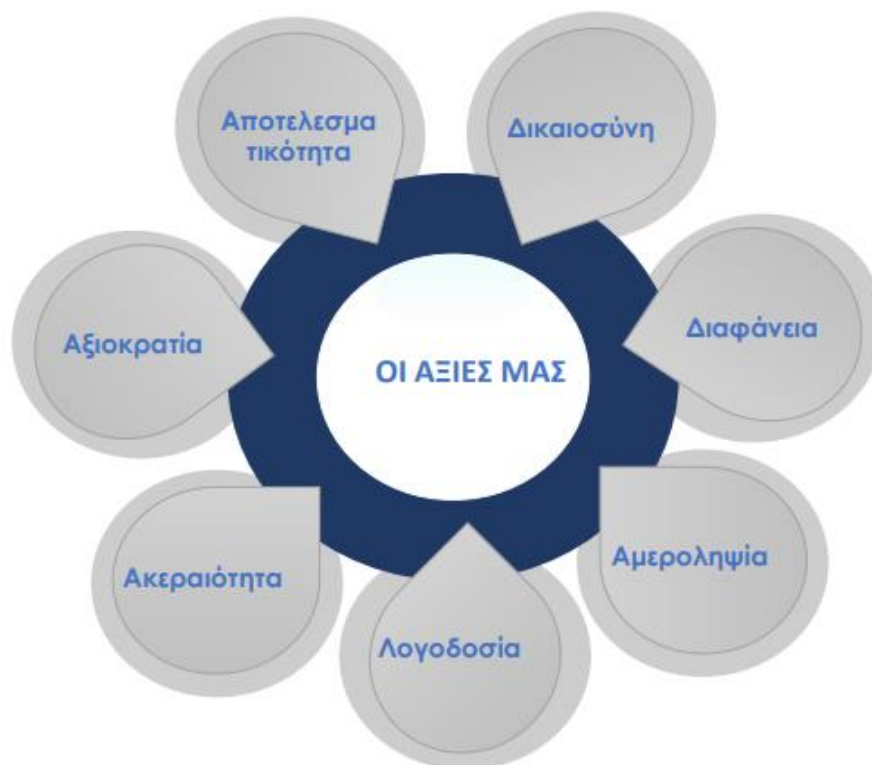 Αποτελεσμα
τικότητα
Δικαιοσύνη
Αξιοκρατία
Διαφάνεια
ΟΙ ΑΞΙΕΣ ΜΑΣ
Ακεραιότητα
Αμεροληψία
Λογοδοσία